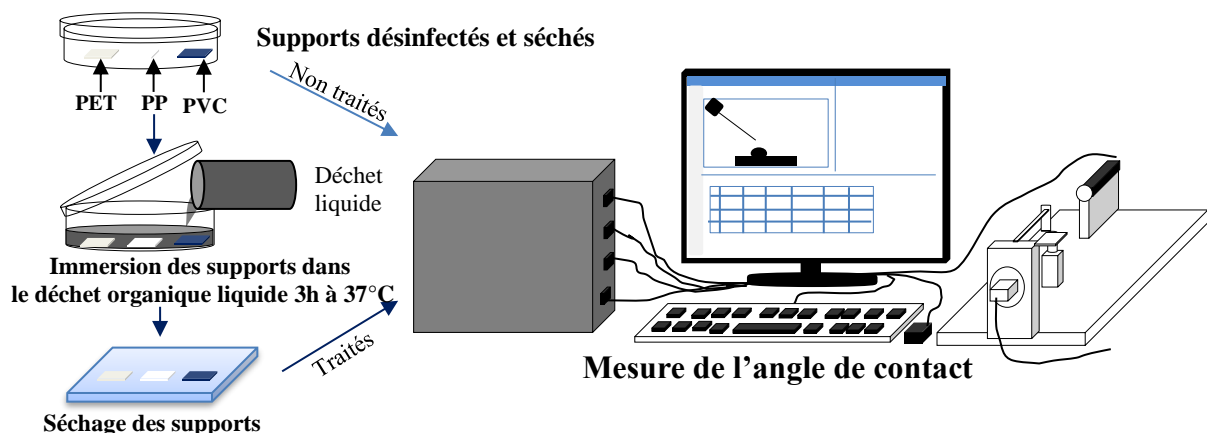 Supports désinfectés et séchés
PET PP PVC
Non traités
Déchet
liquide
Immersion des supports dans
le déchet organique liquide 3h à 37°C
Traités
Séchage des supports
Mesure de l’angle de contact